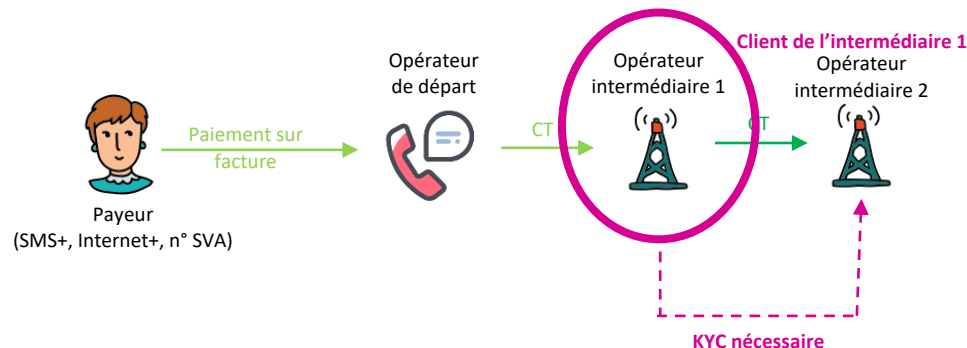 Client de l'intermédiaire 1
Opérateur
de départ
Opérateur
intermédiaire 1
Opérateur
intermédiaire 2
Paiement sur
facture
CT
CT
Payeur
(SMS+, Internet+, n° SVA)
KYC nécessaire